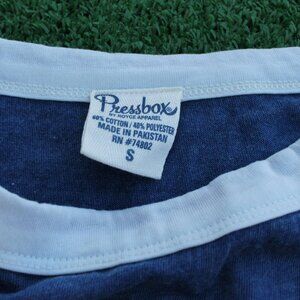 Pressbox
BY ROYCE APPAREL
60% COTTON / 40% POLYESTER
MADE IN PAKISTAN
RN #74802
S